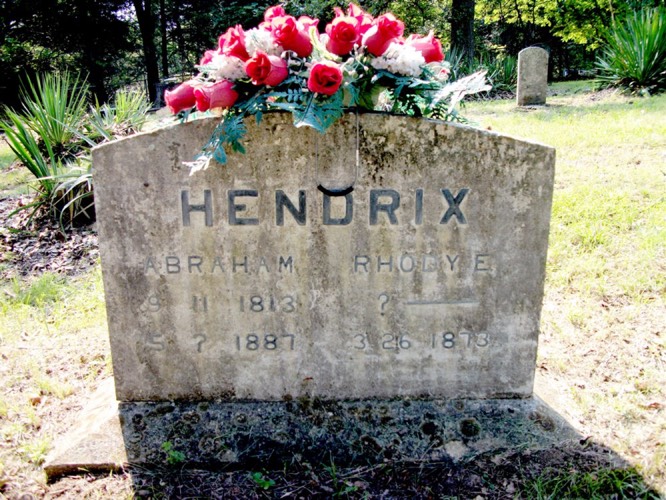 HENDRIX
ABRAHAM RHODY E
9 11 1813 ?
5 ? 1887 3 26 1873